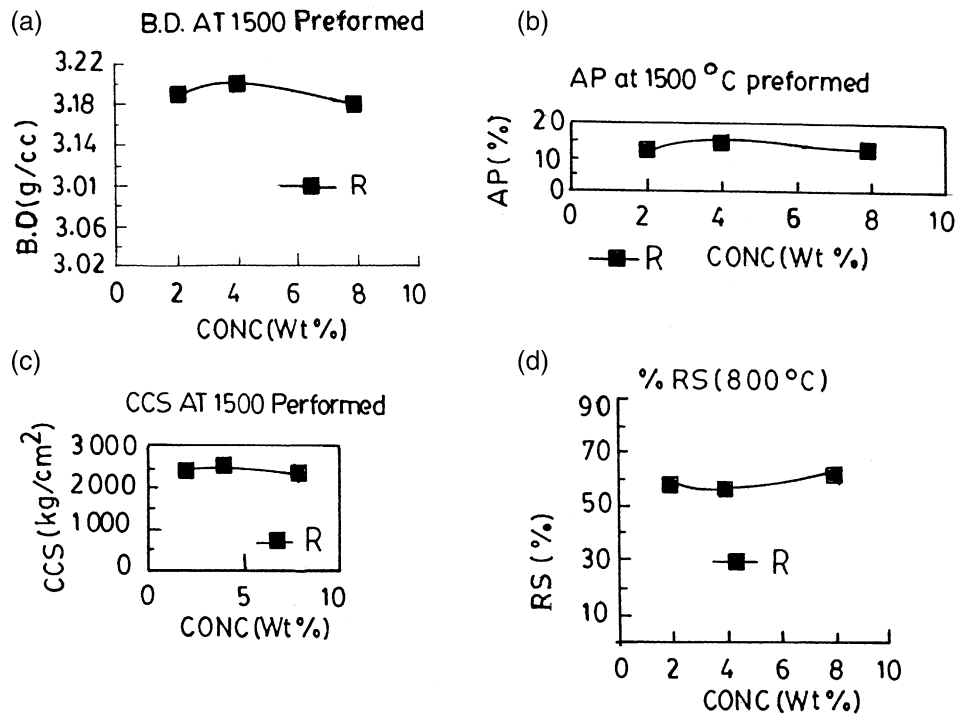 (a)
B.D. AT 1500 Preformed
3.22
3.18
3.14
3.01
3.06
3.02
B.D(g/cc)
R
0 2 4 6 8 10
CONC(Wt%)
(b)
AP at 1500 °C preformed
20
10
0
AP(%)
0 2 4 6 8 10
R CONC(Wt%)
(c)
CCS AT 1500 Performed
3000
2000
1000
0
CCS(kg/cm²)
R
0 5 10
CONC(Wt%)
(d)
% RS(800°C)
90
70
50
30
10
RS(%)
R
0 2 4 6 8 10
CONC(Wt%)